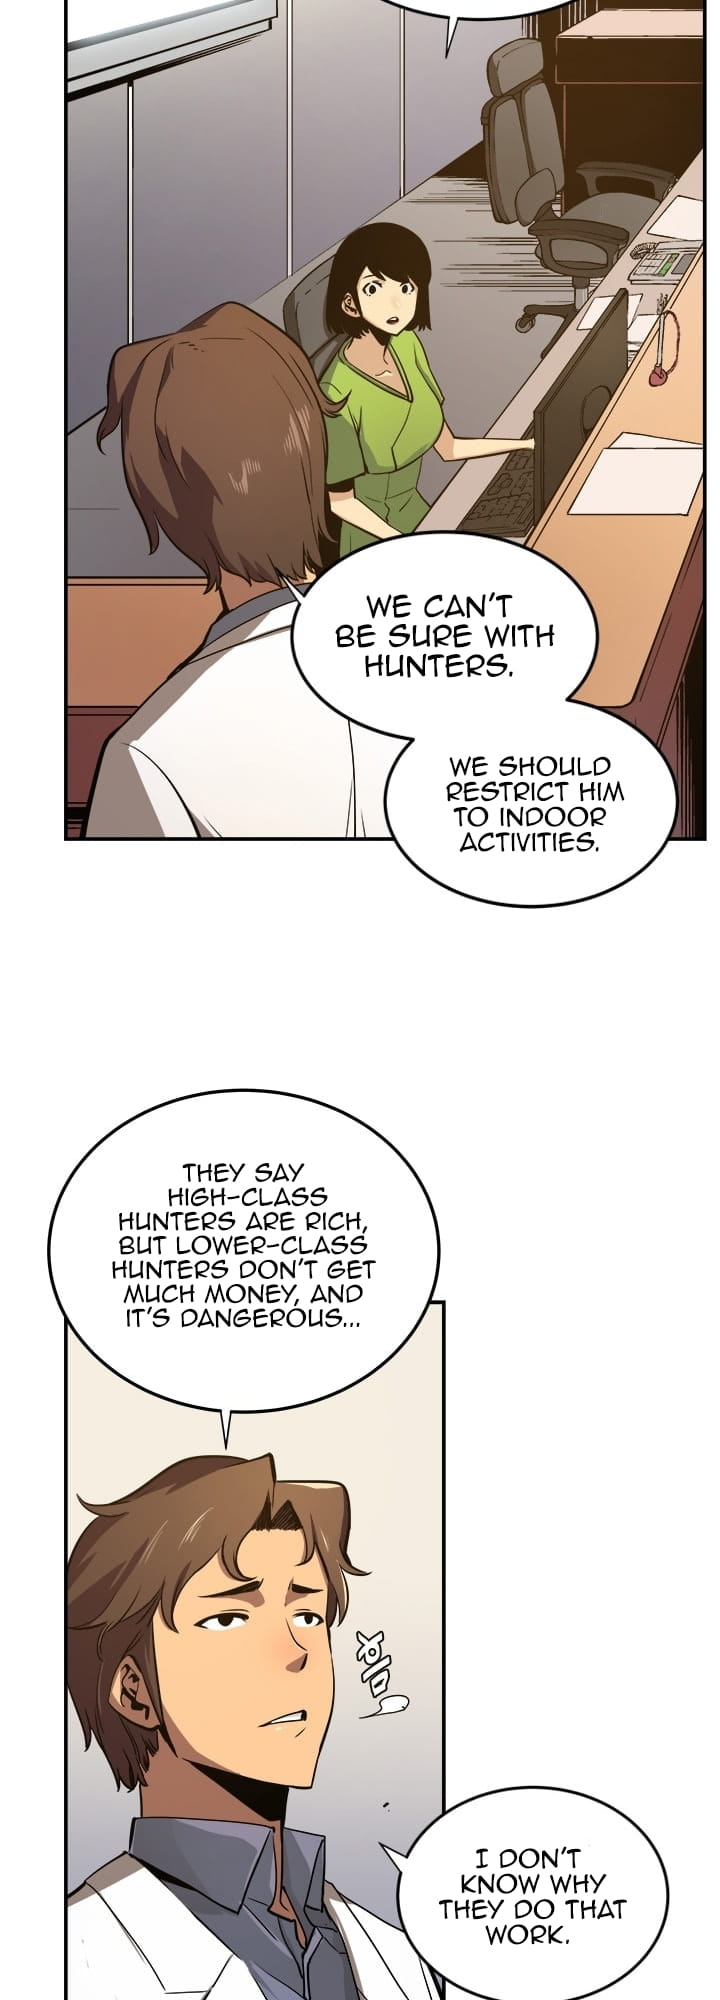 WE CAN'T
BE SURE WITH
HUNTERS.
WE SHOULD
RESTRICT HIM
TO INDOOR
ACTIVITIES.
THEY SAY
HIGH-CLASS
HUNTERS ARE RICH,
BUT LOWER-CLASS
HUNTERS DON'T GET
MUCH MONEY, AND
IT'S DANGEROUS...
흠
I DON'T
KNOW WHY
THEY DO THAT
WORK.